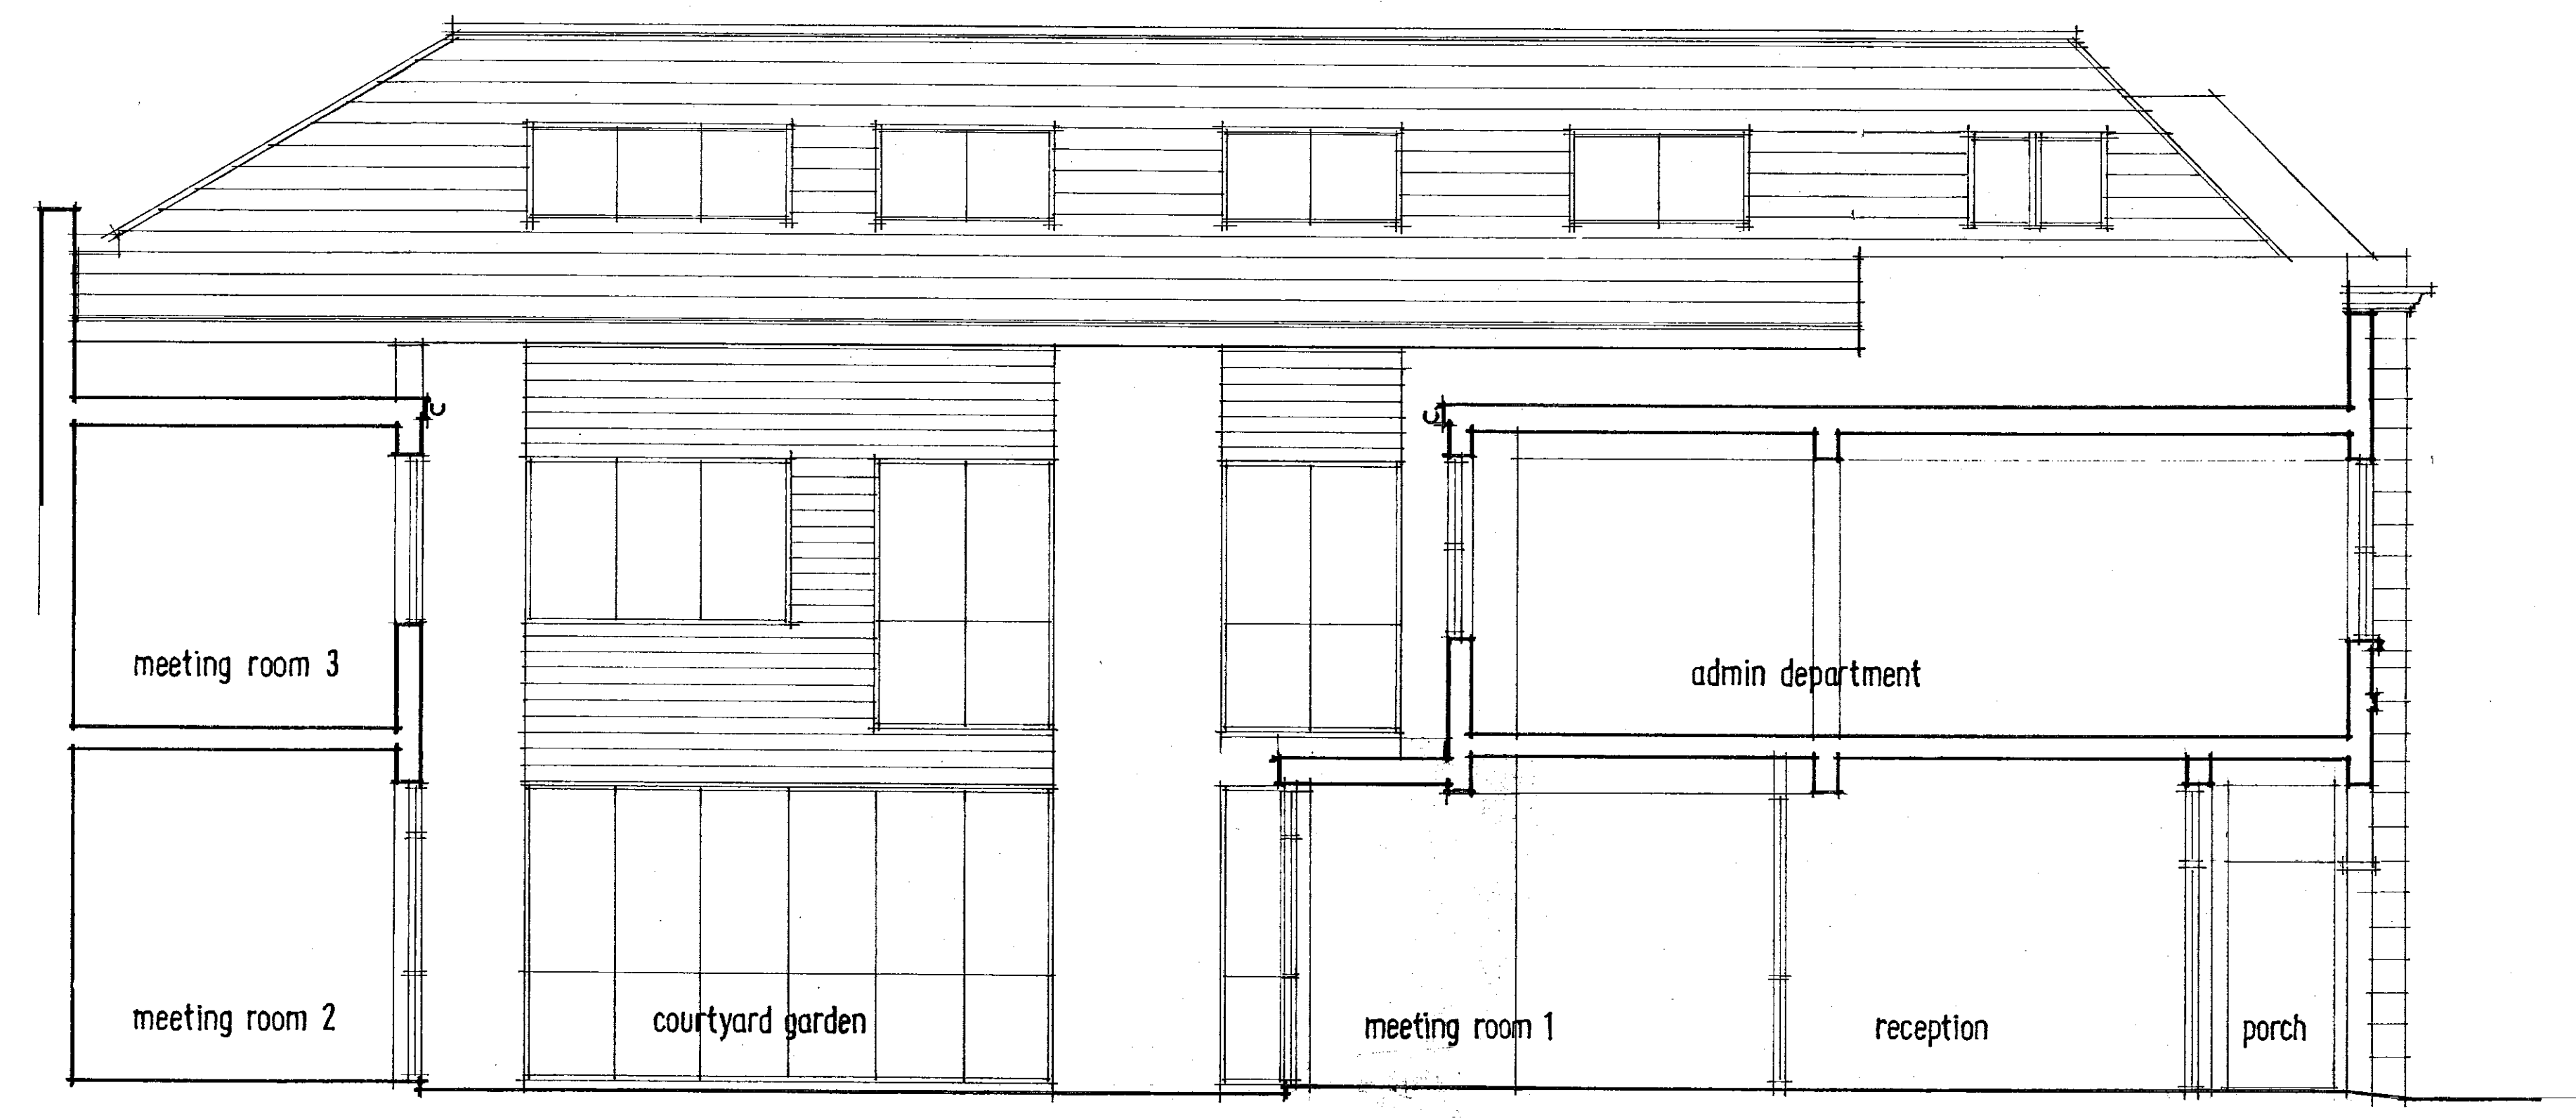 meeting room 3
admin department
meeting room 2
courtyard garden
meeting room 1
reception
porch